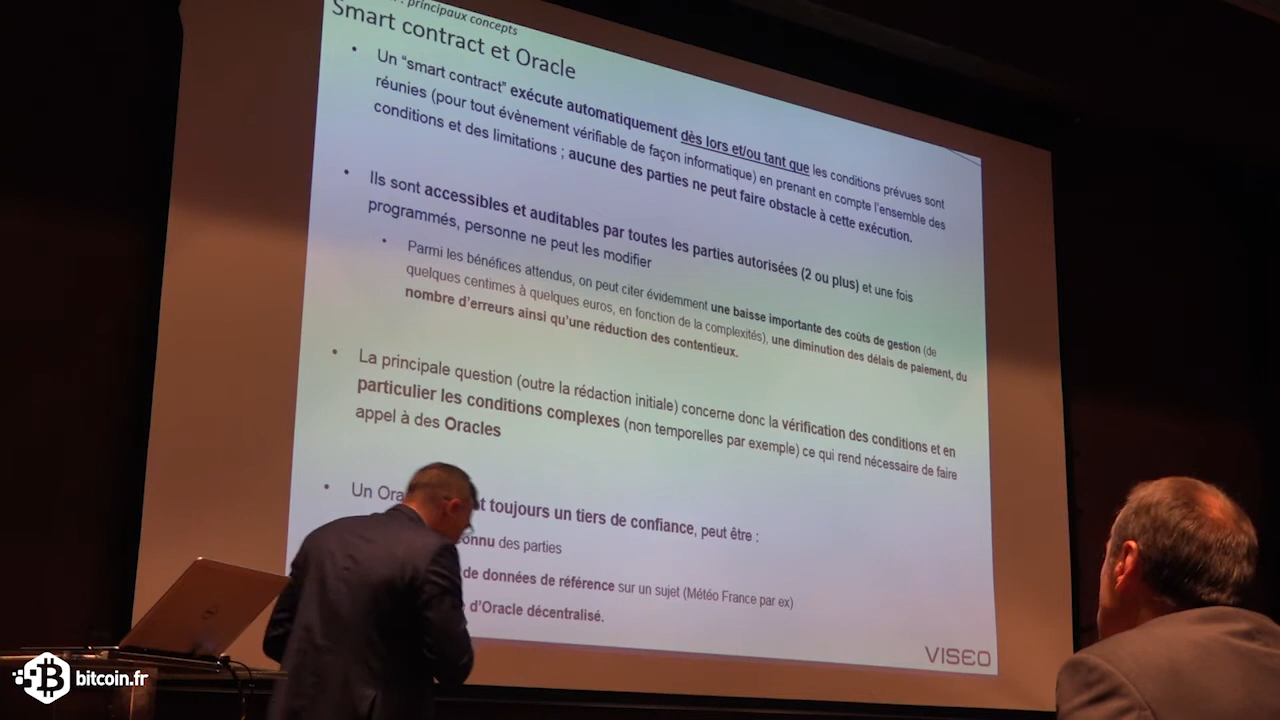 : principaux concepts
Smart contract et Oracle
• Un “smart contract” exécute automatiquement dès lors et/ou tant que les conditions prévues sont
réunies (pour tout évènement vérifiable de façon informatique) en prenant en compte l'ensemble des
conditions et des limitations ; aucune des parties ne peut faire obstacle à cette exécution.
• Ils sont accessibles et auditables par toutes les parties autorisées (2 ou plus) et une fois
programmés, personne ne peut les modifier
• Parmi les bénéfices attendus, on peut citer évidemment une baisse importante des coûts de gestion (de
quelques centimes à quelques euros, en fonction de la complexités), une diminution des délais de paiement, du
nombre d'erreurs ainsi qu'une réduction des contentieux.
• La principale question (outre la rédaction initiale) concerne donc la vérification des conditions et en
particulier les conditions complexes (non temporelles par exemple) ce qui rend nécessaire de faire
appel à des Oracles
• Un toujours un tiers de confiance, peut être :
des parties
de données de référence sur un sujet (Météo France par ex)
d'Oracle décentralisé.
VISEO
bitcoin.fr